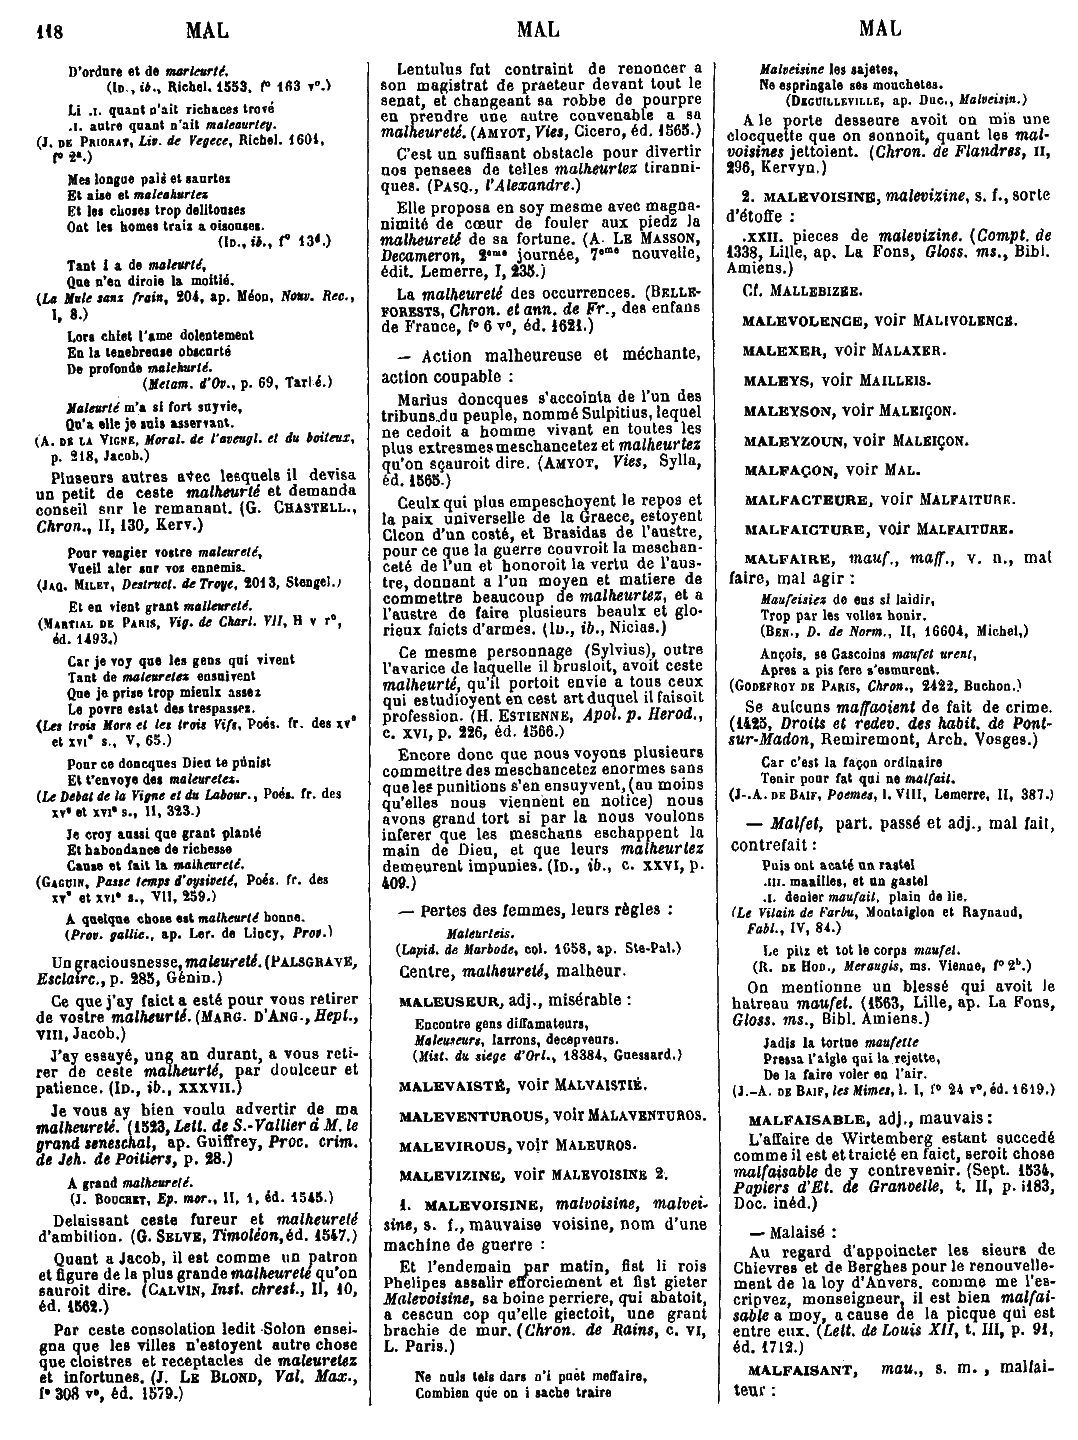 118 MAL MAL MAL
D'ordure et de marleurté.
(ID., ib., Richel. 1553, f° 163 v°.)
Li .I. quant n'ait richaces trové
.I. autre quant n'ait maleaurtey.
(J. DE PRIORAT, Liv. de Vegece, Richel. 1604,
f° 2ª.)
Mes longue paiś et saurtez
Et aise et maleahurtez
Et les choses trop delitouses
Ont les homes traiz a oisouses.
(ID., ib., f° 13ᵈ.)
Tant i a de maleurté,
Que n'en diroie la moitié.
(La Mule sanz frain, 204, ap. Méon, Nouv. Rec.,
I, 8.)
Lors chiet l'ame dolentement
En la tenebreuse obscurté
De profonde malehurté.
(Metam. d'Ov., p. 69, Tarbé.)
Maleurté m'a si fort suyvie,
Qu'a elle je suis asservant.
(A. DE LA VIGNE, Moral. de l'aveugl. et du boiteux,
p. 218, Jacob.)
Pluseurs autres avec lesquels il devisa
un petit de ceste malheurté et demanda
conseil sur le remanant. (G. CHASTELL.,
Chron., II, 130, Kerv.)
Pour vengier vostre maleureté,
Vueil aler sur voz ennemis.
(JAQ. MILET, Destruct. de Troye, 2013, Stengel.)
Et en vient grant malleureté.
(MARTIAL DE PARIS, Vig. de Charl. VII, H v r°,
éd. 1493.)
Car je voy que les gens qui vivent
Tant de maleuretez ensuivent
Que je prise trop mieulx assez
Le povre estat des trespassez.
(Les trois Mors et les trois Vifs, Poés. fr. des xvᵉ
et xvıᵉ s., V, 65.)
Pour ce doncques Dieu te punist
Et t'envoye des maleuretez.
(Le Debat de la Vigne et du Labour., Poés. fr. des
xvᵉ et xvıᵉ s., II, 323.)
Je croy aussi que grant planté
Et habondance de richesse
Cause et fait la malheureté.
(GAGUIN, Passe temps d'oysiveté, Poés. fr. des
xvᵉ et xvıᵉ s., VII, 259.)
A quelque chose est malheurté bonne.
(Prov. gallic., ap. Ler. de Lincy, Prov.)
Un graciousnesse, maleureté. (PALSGRAVE,
Esclairc., p. 285, Génin.)
Ce que j'ay faict a esté pour vous retirer
de vostre malheurté. (MARG. D'ANG., Hept.,
VIII, Jacob.)
J'ay essayé, ung an durant, a vous reti-
rer de ceste malheurté, par doulceur et
patience. (ID., ib., XXXVII.)
Je vous ay bien voulu advertir de ma
malheureté. (1523, Lett. de S.-Vallier à M. le
grand seneschal, ap. Guiffrey, Proc. crim.
de Jeh. de Poitiers, p. 28.)
A grand malheureté.
(J. BOUCHET, Ep. mor., II, 1, éd. 1545.)
Delaissant ceste fureur et malheureté
d'ambition. (G. SELVE, Timoléon, éd. 1547.)
Quant a Jacob, il est comme un patron
et figure de la plus grande malheureté qu'on
sauroit dire. (CALVIN, Inst. chrest., II, 10,
éd. 1562.)
Par ceste consolation ledit Solon ensei-
gna que les villes n'estoyent autre chose
que cloistres et receptacles de maleuretez
et infortunes. (J. LE BLOND, Val. Max.,
f° 308 v°, éd. 1579.)
Lentulus fut contraint de renoncer a
son magistrat de praeteur devant tout le
senat, et changeant sa robbe de pourpre
en prendre une autre convenable a sa
malheureté. (AMYOT, Vies, Cicero, éd. 1565.)
C'est un suffisant obstacle pour divertir
nos pensees de telles malheurtez tiranni-
ques. (PASQ., l'Alexandre.)
Elle proposa en soy mesme avec magna-
nimité de cœur de fouler aux piedz la
malheureté de sa fortune. (A. LE MASSON,
Decameron, 2ᵉᵐᵉ journée, 7ᵉᵐᵉ nouvelle,
édit. Lemerre, I, 235.)
La malheureté des occurrences. (BELLE-
FORESTS, Chron. et ann. de Fr., des enfans
de France, f° 6 v°, éd. 1621.)
— Action malheureuse et méchante,
action coupable :
Marius doncques s'accointa de l'un des
tribuns du peuple, nommé Sulpitius, lequel
ne cedoit a homme vivant en toutes les
plus extresmes meschancetez et malheurtez
qu'on sçauroit dire. (AMYOT, Vies, Sylla,
éd. 1565.)
Ceulx qui plus empeschoyent le repos et
la paix universelle de la Graece, estoyent
Cleon d'un costé, et Brasidas de l'austre,
pour ce que la guerre couvroit la meschan-
ceté de l'un et honoroit la vertu de l'aus-
tre, donnant a l'un moyen et matiere de
commettre beaucoup de malheurtez, et a
l'austre de faire plusieurs beaulx et glo-
rieux faicts d'armes. (ID., ib., Nicias.)
Ce mesme personnage (Sylvius), outre
l'avarice de laquelle il brusloit, avoit ceste
malheurté, qu'il portoit envie a tous ceux
qui estudioyent en cest art duquel il faisoit
profession. (H. ESTIENNE, Apol. p. Herod.,
c. XVI, p. 226, éd. 1566.)
Encore donc que nous voyons plusieurs
commettre des meschancetez enormes sans
que les punitions s'en ensuyvent, (au moins
qu'elles nous viennent en notice) nous
avons grand tort si par la nous voulons
inferer que les meschans eschappent la
main de Dieu, et que leurs malheurtez
demeurent impunies. (ID., ib., c. XXVI, p.
409.)
— Pertes des femmes, leurs règles :
Maleurteis.
(Lapid. de Marbode, col. 1658, ap. Ste-Pal.)
Centre, malheureté, malheur.
MALEUSEUR, adj., misérable :
Encontre gens diffamateurs,
Maleuseurs, larrons, decepveurs.
(Mist. du siege d'Orl., 18384, Guessard.)
MALEVAISTÉ, voir MALVAISTIÉ.
MALEVENTUROUS, voir MALAVENTUROS.
MALEVIROUS, voir MALEUROS.
MALEVIZINE, voir MALEVOISINE 2.
1. MALEVOISINE, malvoisine, malvei-
sine, s. f., mauvaise voisine, nom d'une
machine de guerre :
Et l'endemain par matin, fist li rois
Phelipes assalir efforciement et fist gieter
Malevoisine, sa boine perriere, qui abatoit,
a cescun cop qu'elle giectoit, une grant
brachie de mur. (Chron. de Rains, c. VI,
L. Paris.)
Ne nuls tels dars n'i puet meffaire,
Combien que on i sache traire
Malveisine les sajetes,
Ne espringale ses mouchetes.
(DEGUILLEVILLE, ap. Duc., Malveisin.)
A le porte desseure avoit on mis une
clocquette que on sonnoit, quant les mal-
voisines jettoient. (Chron. de Flandres, II,
296, Kervyn.)
2. MALEVOISINE, malevizine, s. f., sorte
d'étoffe :
.XXII. pieces de malevizine. (Compt. de
1338, Lille, ap. La Fons, Gloss. ms., Bibl.
Amiens.)
Cf. MALLEBIZEE.
MALEVOLENCE, voir MALIVOLENCE.
MALEXER, voir MALAXER.
MALEYS, voir MAILLEIS.
MALEYSON, voir MALEIÇON.
MALEYZOUN, voir MALEIÇON.
MALFAÇON, voir MAL.
MALFACTEURE, voir MALFAITURE.
MALFAICTURE, voir MALFAITURE.
MALFAIRE, mauf., maff., v. n., mal
faire, mal agir :
Maufeisiez de eus si laidir,
Trop par les vollez honir.
(BEN., D. de Norm., II, 16604, Michel.)
Ançois, se Gascoins maufet urent,
Apres a pis fere s'esmurent.
(GODEFROY DE PARIS, Chron., 2422, Buchon.)
Se aulcuns maffaoient de fait de crime.
(1425, Droits et redev. des habit. de Pont-
sur-Madon, Remiremont, Arch. Vosges.)
Car c'est la façon ordinaire
Tenir pour fat qui ne malfait.
(J-.A. DE BAIF, Poemes, l. VIII, Lemerre, II, 387.)
— Malfet, part. passé et adj., mal fait,
contrefait :
Puis ont acaté un rastel
.III. maailles, et un gastel
.I. denier maufait, plain de lie.
(Le Vilain de Farbu, Montaiglon et Raynaud,
Fabl., IV, 84.)
Le piz et tot le corps maufet.
(R. DE HOD., Meraugis, ms. Vienne, f° 2ᵇ.)
On mentionne un blessé qui avoit le
hatreau maufet. (1563, Lille, ap. La Fons,
Gloss. ms., Bibl. Amiens.)
Jadis la tortue maufette
Pressa l'aigle qui la rejette,
De la faire voler en l'air.
(J.-A. DE BAIF, les Mimes, l. I, f° 24 v°, éd. 1619.)
MALFAISABLE, adj., mauvais :
L'affaire de Wirtemberg estant succedé
comme il est et traicté en faict, seroit chose
malfaisable de y contrevenir. (Sept. 1534,
Papiers d'Et. de Granvelle, t. II, p. 1183,
Doc. inéd.)
— Malaisé :
Au regard d'appoincter les sieurs de
Chievres et de Berghes pour le renouvelle-
ment de la loy d'Anvers, comme me l'es-
cripvez, monseigneur, il est bien malfai-
sable a moy, a cause de la picque qui est
entre eux. (Lett. de Louis XII, t. III, p. 91,
éd. 1712.)
MALFAISANT, mau., s. m., malfai-
teur :